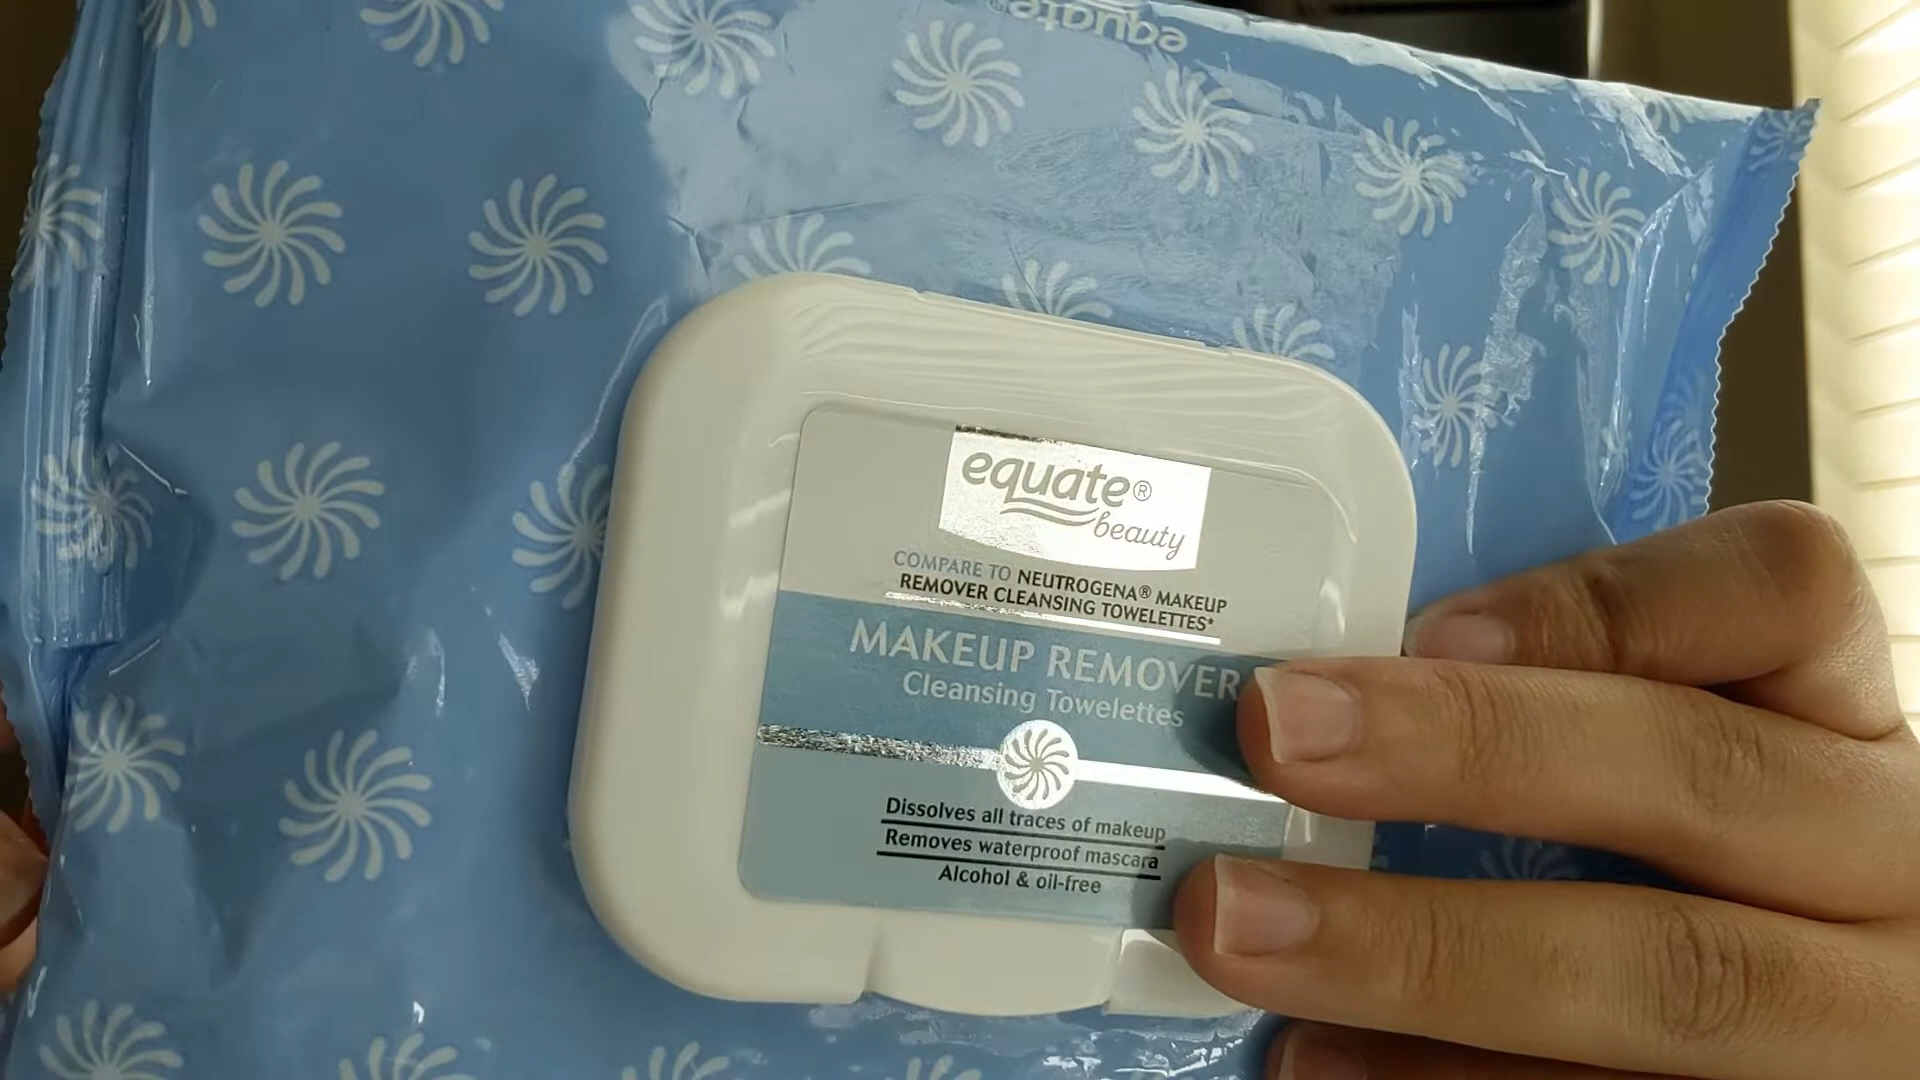 equate®
equate®
beauty
COMPARE TO NEUTROGENA® MAKEUP
REMOVER CLEANSING TOWELETTES*
MAKEUP REMOVER
Cleansing Towelettes
Dissolves all traces of makeup
Removes waterproof mascara
Alcohol & oil-free